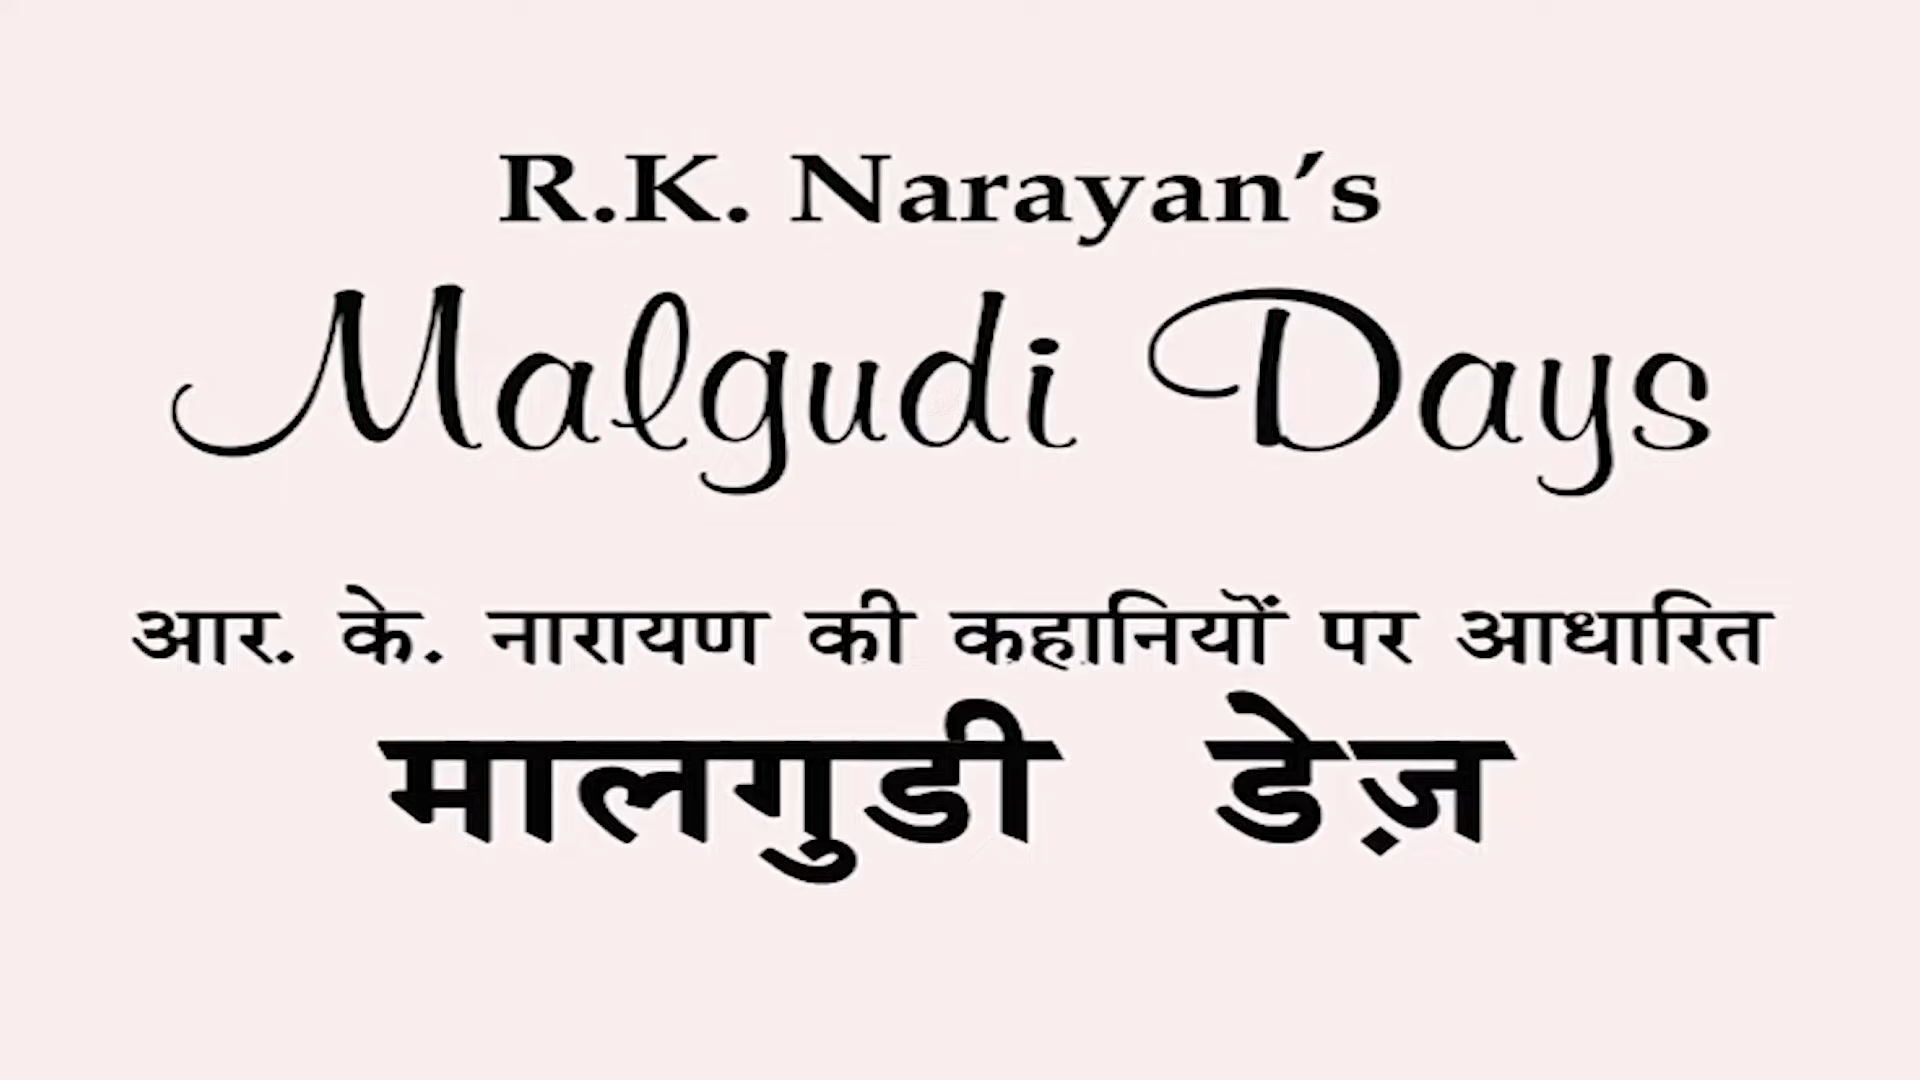 R.K. Narayan’s
Malgudi Days
आर. के. नारायण की कहानियों पर आधारित
मालगुडी डेज़